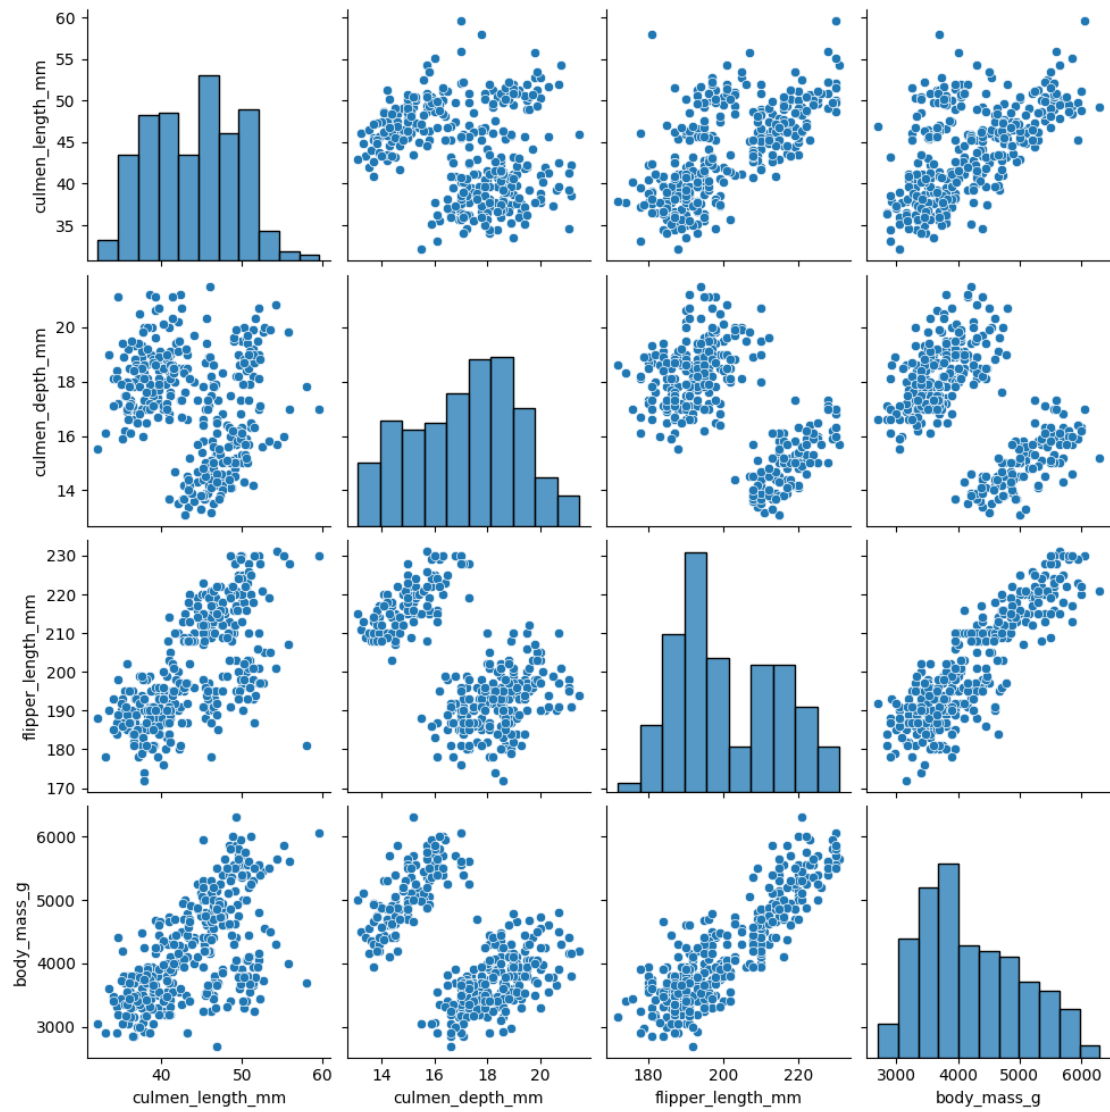 culmen_length_mm
60
55
50
45
40
35
culmen_depth_mm
20
18
16
14
flipper_length_mm
230
220
210
200
190
180
170
body_mass_g
6000
5000
4000
3000
40 50 60
14 16 18 20
180 200 220
3000 4000 5000 6000
culmen_length_mm
culmen_depth_mm
flipper_length_mm
body_mass_g